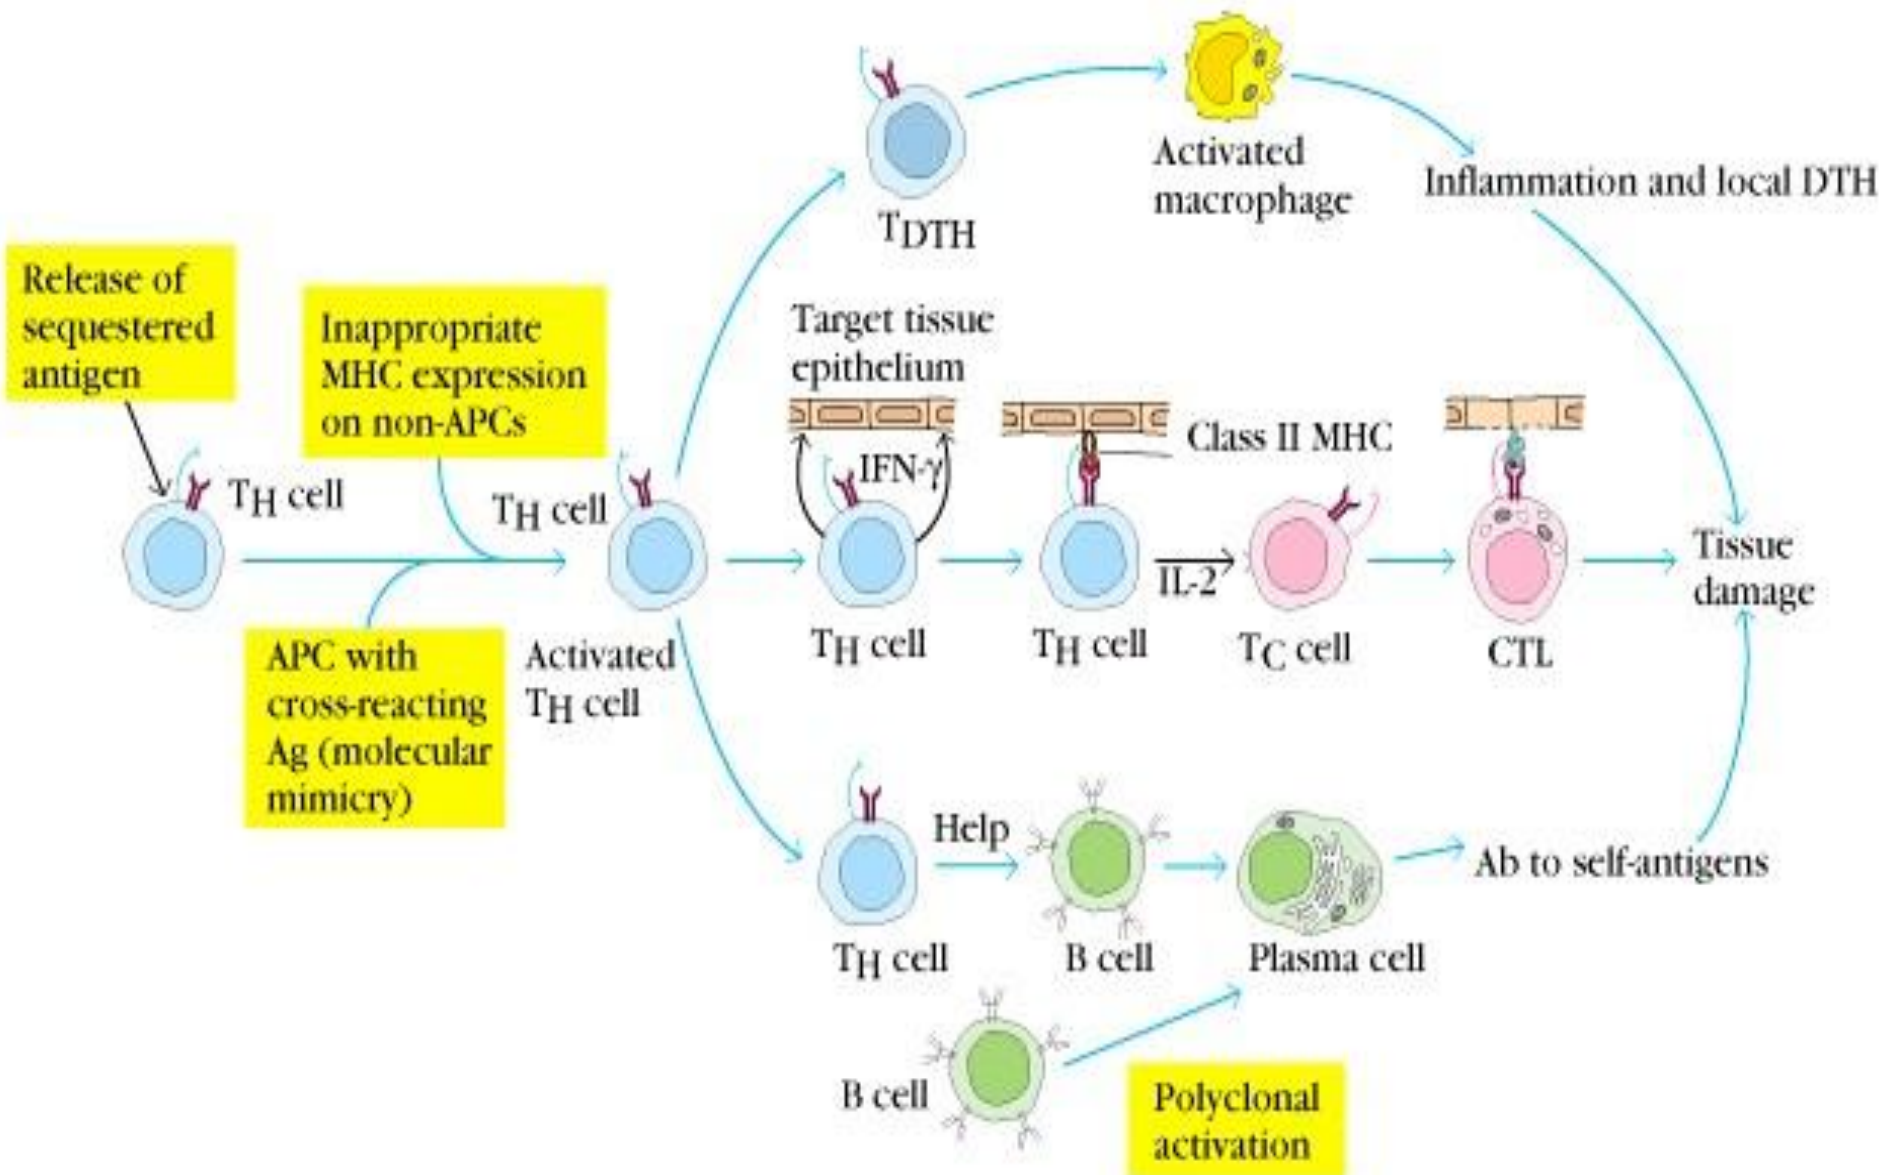 Activated
macrophage
Inflammation and local DTH
TDTH
Release of
sequestered
antigen
Inappropriate
MHC expression
on non-APCs
Target tissue
epithelium
Class II MHC
IFN-γ
TH cell
TH cell
IL-2
Tissue
damage
TH cell
TH cell
TC cell
CTL
APC with
cross-reacting
Ag (molecular
mimicry)
Activated
TH cell
Help
Ab to self-antigens
TH cell
B cell
Plasma cell
B cell
Polyclonal
activation